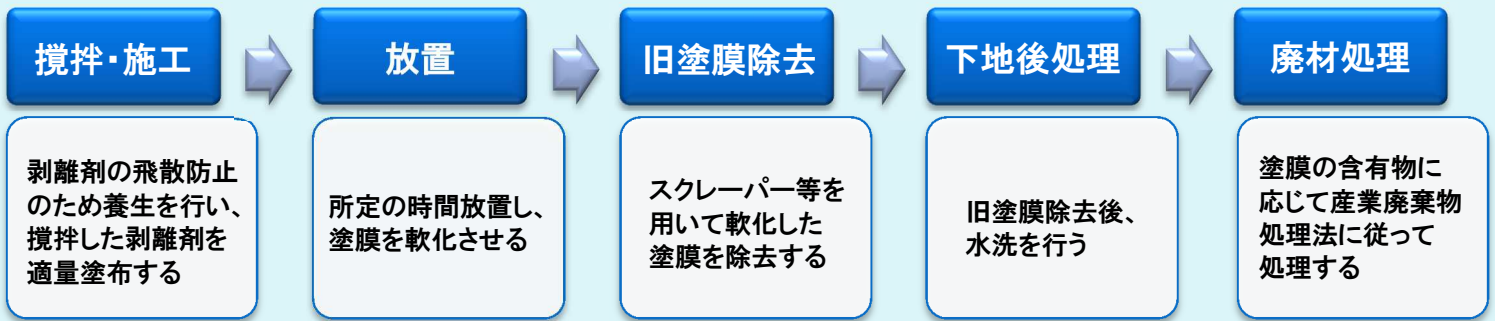 攪拌・施工
剥離剤の飛散防止
のため養生を行い、
攪拌した剥離剤を
適量塗布する
放置
所定の時間放置し、
塗膜を軟化させる
旧塗膜除去
スクレーパー等を
用いて軟化した
塗膜を除去する
下地後処理
旧塗膜除去後、
水洗を行う
廃材処理
塗膜の含有物に
応じて産業廃棄物
処理法に従って
処理する